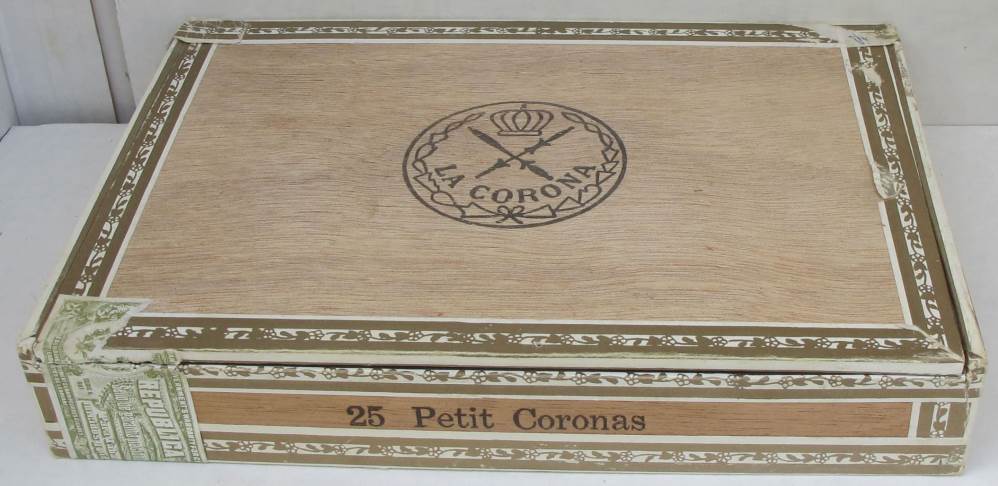 LA CORONA
25 Petit Coronas
REPUBLICA